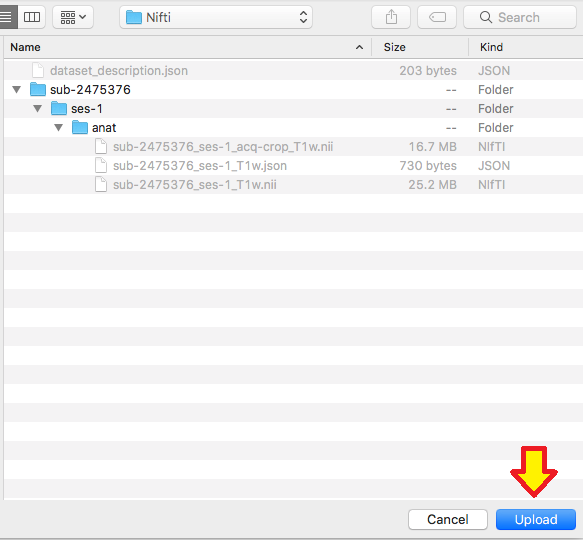 Nifti
Search
Name Size Kind
dataset_description.json 203 bytes JSON
sub-2475376 -- Folder
ses-1 -- Folder
anat -- Folder
sub-2475376_ses-1_acq-crop_T1w.nii 16.7 MB NIfTI
sub-2475376_ses-1_T1w.json 730 bytes JSON
sub-2475376_ses-1_T1w.nii 25.2 MB NIfTI
Cancel Upload